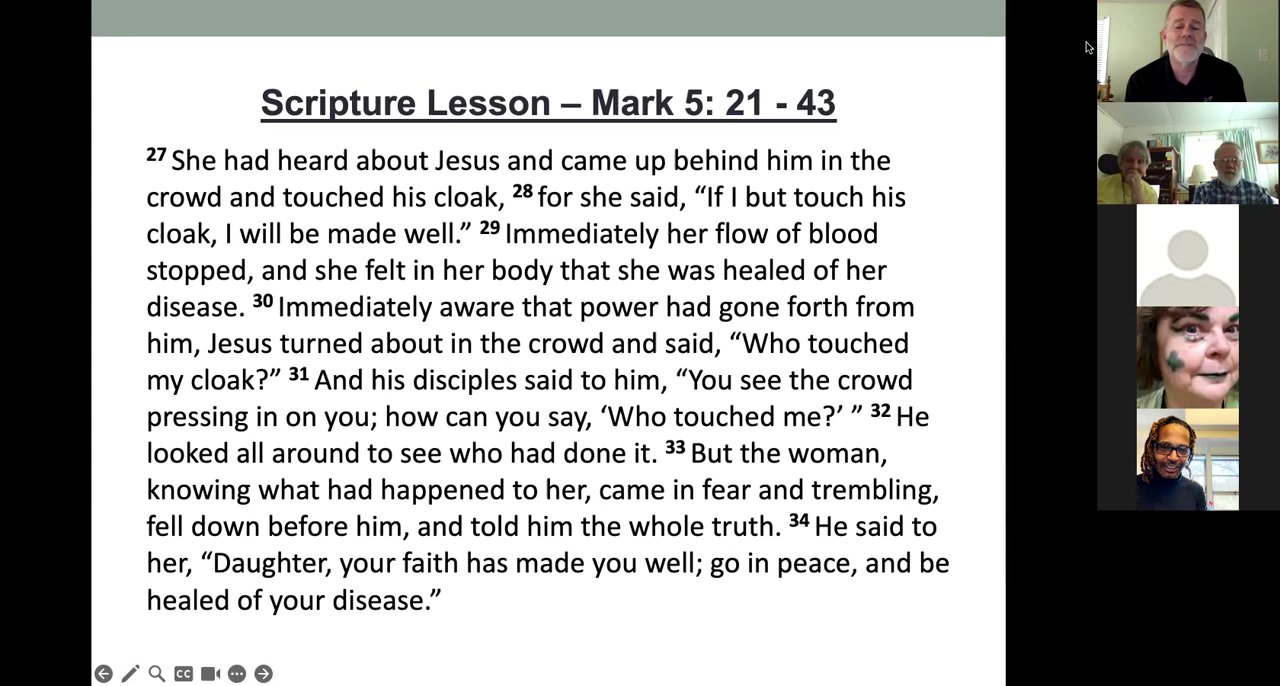 Scripture Lesson – Mark 5: 21 - 43
27 She had heard about Jesus and came up behind him in the
crowd and touched his cloak, 28 for she said, “If I but touch his
cloak, I will be made well.” 29 Immediately her flow of blood
stopped, and she felt in her body that she was healed of her
disease. 30 Immediately aware that power had gone forth from
him, Jesus turned about in the crowd and said, “Who touched
my cloak?” 31 And his disciples said to him, “You see the crowd
pressing in on you; how can you say, ‘Who touched me?’ ” 32 He
looked all around to see who had done it. 33 But the woman,
knowing what had happened to her, came in fear and trembling,
fell down before him, and told him the whole truth. 34 He said to
her, “Daughter, your faith has made you well; go in peace, and be
healed of your disease.”
CC